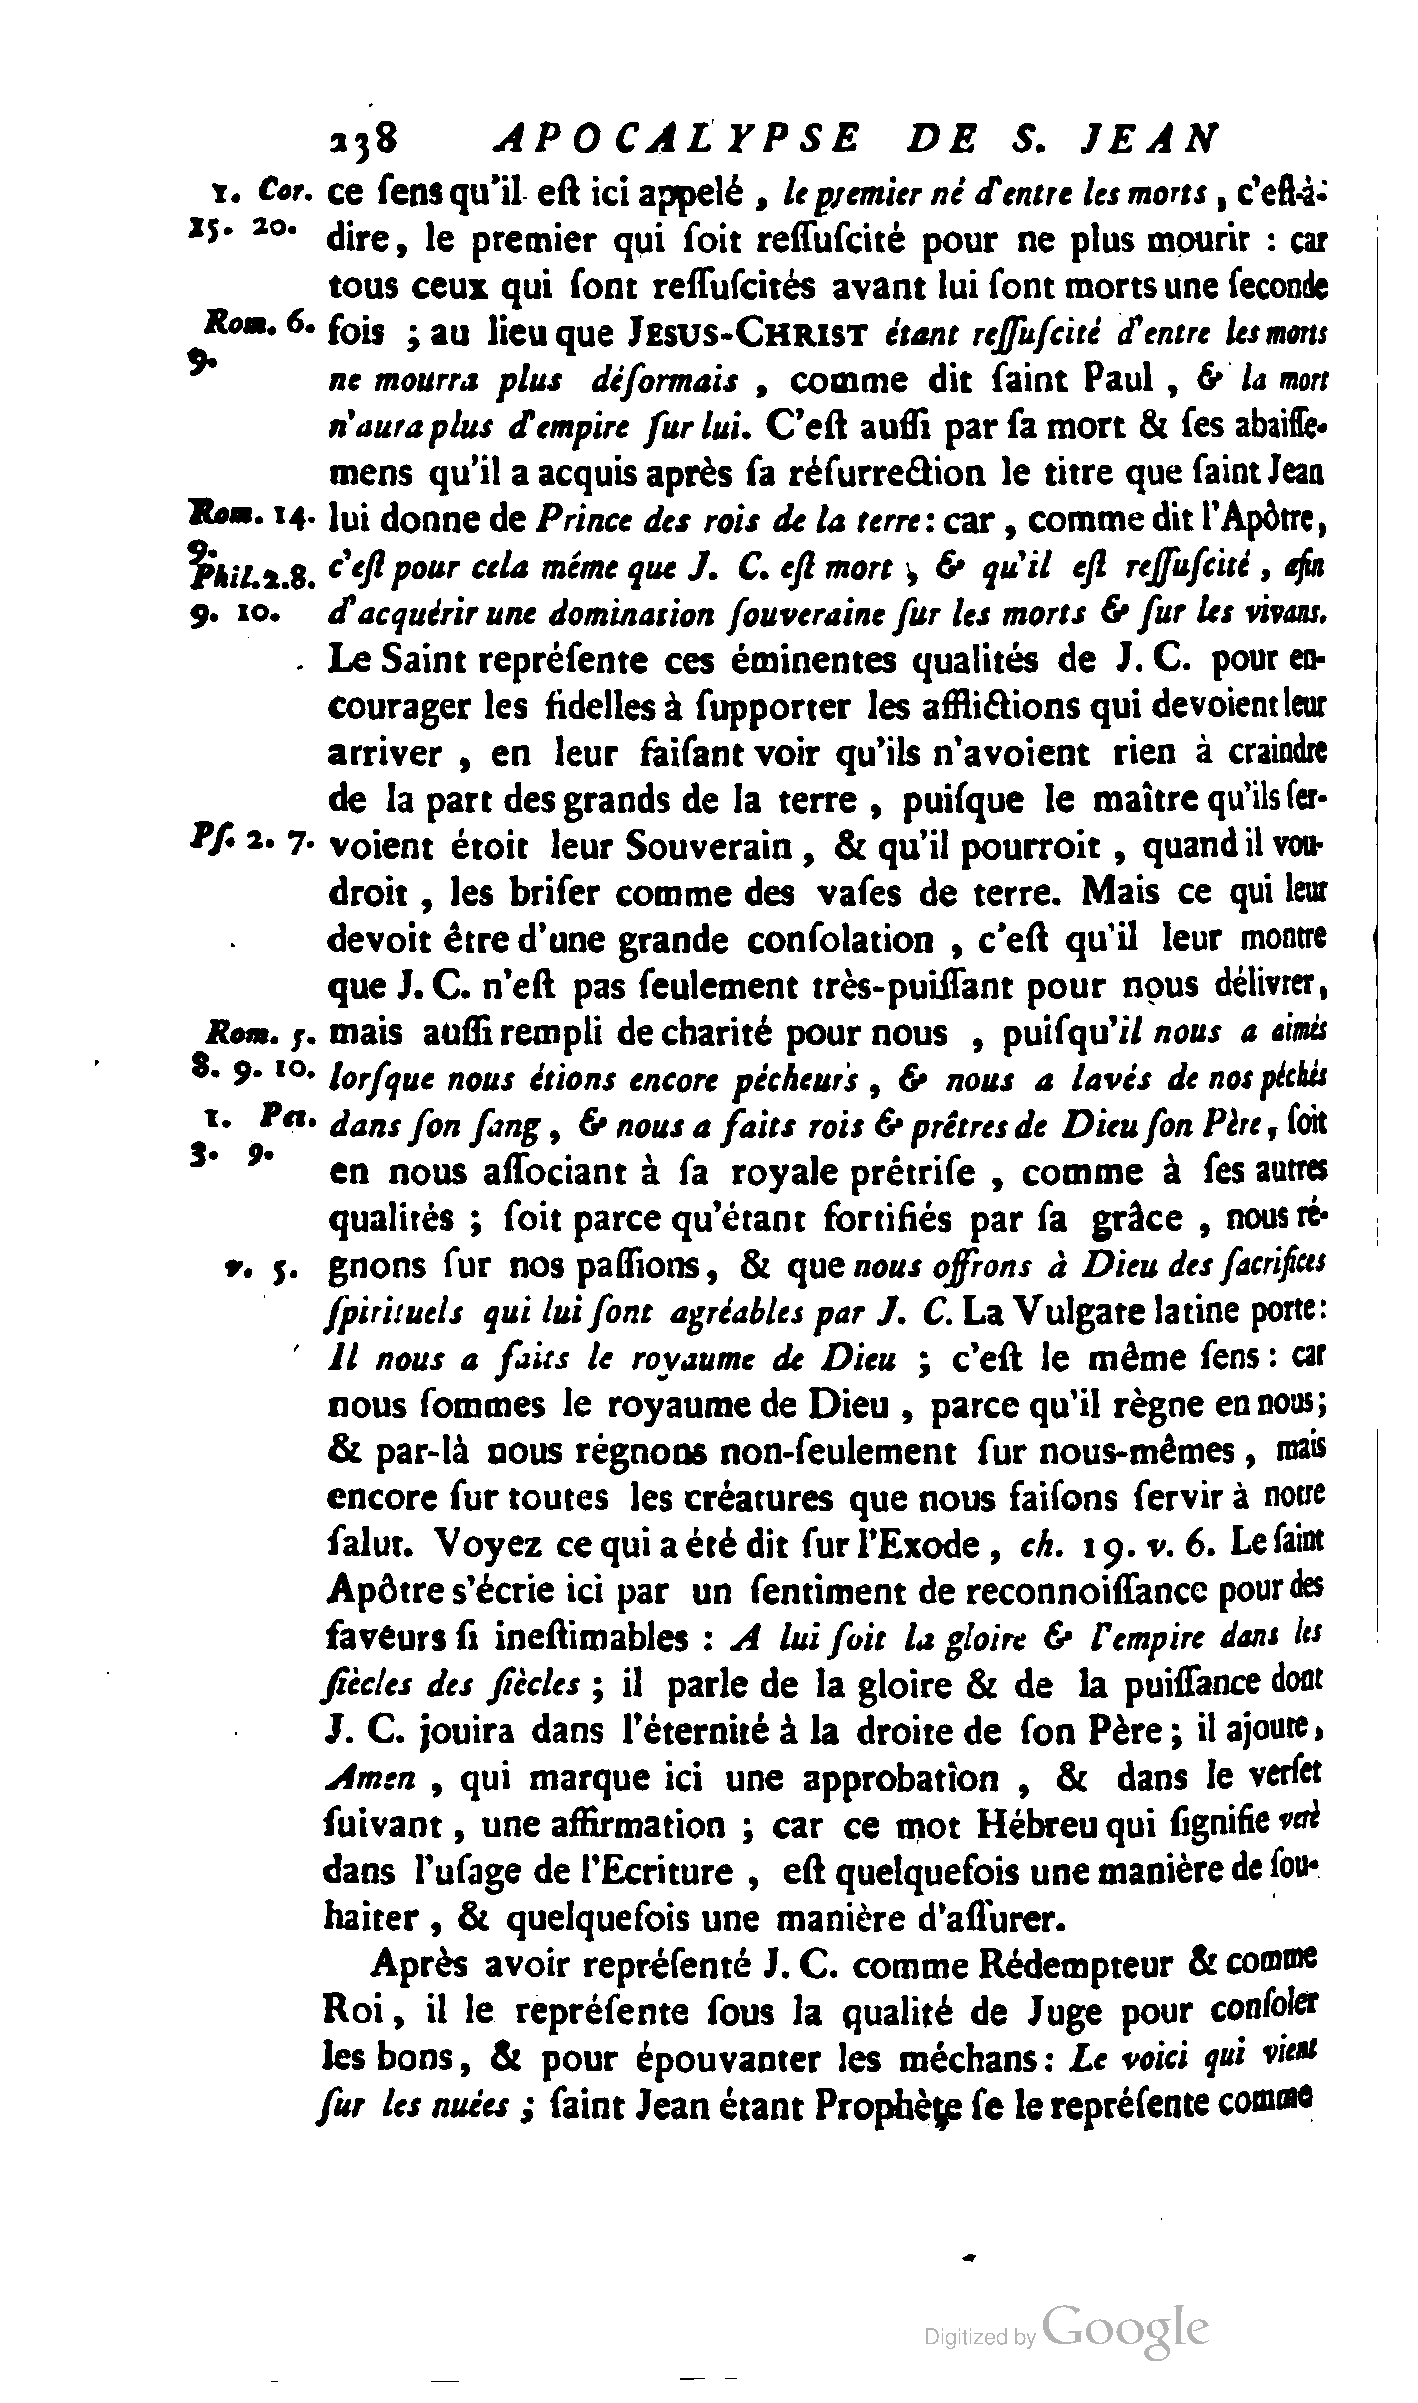 238 APOCALYPSE DE S. JEAN
1. Cor. ce ſens qu'il eſt ici appelé, le premier né d'entre les morts, c'eſt-à-
15. 20. dire, le premier qui ſoit reſſuſcité pour ne plus mourir : car
tous ceux qui ſont reſſuſcités avant lui ſont morts une ſeconde
Rom. 6. fois ; au lieu que JESUS-CHRIST étant reſſuſcité d'entre les morts
9. ne mourra plus déſormais, comme dit ſaint Paul, & la mort
n'aura plus d'empire ſur lui. C'eſt auſſi par ſa mort & ſes abaiſſe-
mens qu'il a acquis après ſa réſurrection le titre que ſaint Jean
Rom. 14. lui donne de Prince des rois de la terre : car, comme dit l'Apôtre,
9.
Phil. 2. 8. c'eſt pour cela même que J. C. eſt mort, & qu'il eſt reſſuſcité, afin
9. 10. d'acquérir une domination ſouveraine ſur les morts & ſur les vivans.
Le Saint repréſente ces éminentes qualités de J. C. pour en-
courager les fidelles à ſupporter les afflictions qui devoient leur
arriver, en leur faiſant voir qu'ils n'avoient rien à craindre
de la part des grands de la terre, puiſque le maître qu'ils ſer-
Pſ. 2. 7. voient étoit leur Souverain, & qu'il pourroit, quand il vou-
droit, les briſer comme des vaſes de terre. Mais ce qui leur
devoit être d'une grande conſolation, c'eſt qu'il leur montre
que J. C. n'eſt pas ſeulement très-puiſſant pour nous délivrer,
Rom. 5. mais auſſi rempli de charité pour nous, puiſqu'il nous a aimés
8. 9. 10. lorſque nous étions encore pécheurs, & nous a lavés de nos péchés
1. Pet. dans ſon ſang, & nous a faits rois & prêtres de Dieu ſon Père, ſoit
3. 9. en nous aſſociant à ſa royale prêtriſe, comme à ſes autres
qualités ; ſoit parce qu'étant fortifiés par ſa grâce, nous ré-
v. 5. gnons ſur nos paſſions, & que nous offrons à Dieu des ſacrifices
ſpirituels qui lui ſont agréables par J. C. La Vulgate latine porte :
Il nous a faits le royaume de Dieu ; c'eſt le même ſens : car
nous ſommes le royaume de Dieu, parce qu'il règne en nous ;
& par-là nous régnons non-ſeulement ſur nous-mêmes, mais
encore ſur toutes les créatures que nous faiſons ſervir à notre
ſalut. Voyez ce qui a été dit ſur l'Exode, ch. 19. v. 6. Le ſaint
Apôtre s'écrie ici par un ſentiment de reconnoiſſance pour des
faveurs ſi ineſtimables : A lui ſoit la gloire & l'empire dans les
ſiècles des ſiècles ; il parle de la gloire & de la puiſſance dont
J. C. jouira dans l'éternité à la droite de ſon Père ; il ajoute,
Amen, qui marque ici une approbation, & dans le verſet
ſuivant, une affirmation ; car ce mot Hébreu qui ſignifie verè
dans l'uſage de l'Ecriture, eſt quelquefois une manière de ſou-
haiter, & quelquefois une manière d'aſſurer.
Après avoir repréſenté J. C. comme Rédempteur & comme
Roi, il le repréſente ſous la qualité de Juge pour conſoler
les bons, & pour épouvanter les méchans : Le voici qui vient
ſur les nuées ; ſaint Jean étant Prophète ſe le repréſente comme
Digitized by Google